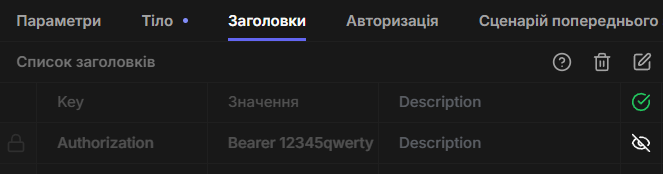 Параметри Тіло Заголовки Авторизація Сценарій попереднього
Список заголовків
Key Значення Description
Authorization Bearer 12345qwerty Description